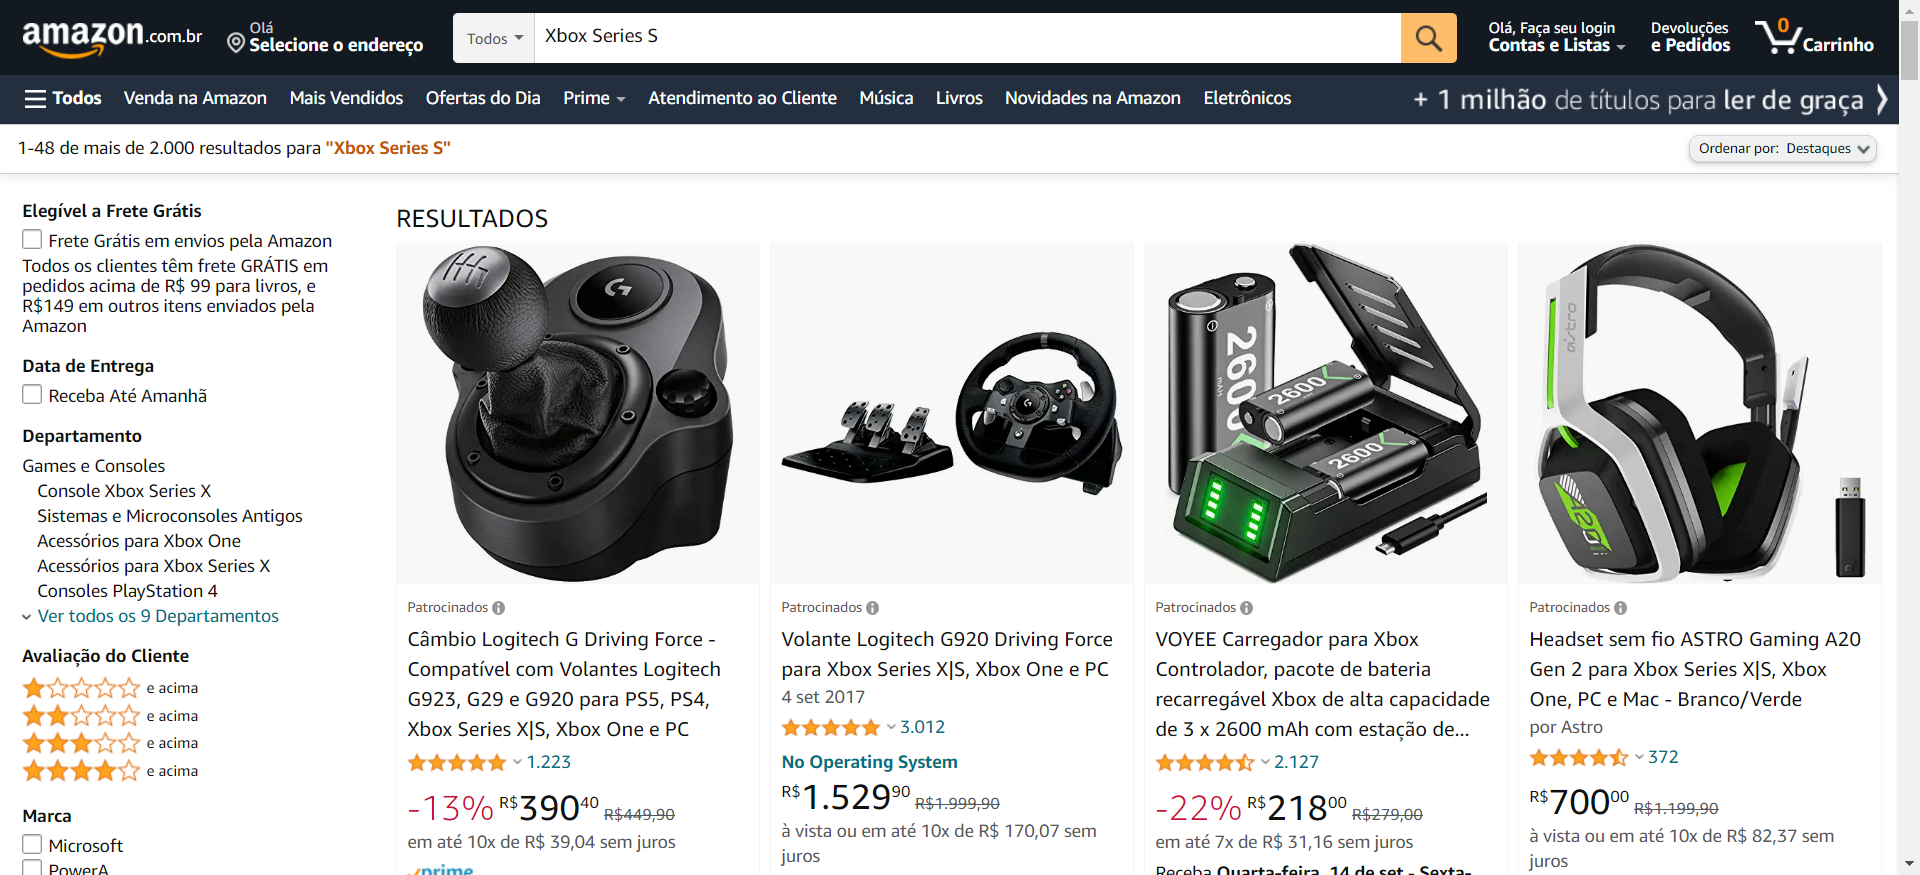 amazon.com.br
Olá
Selecione o endereço
Todos
Xbox Series S
Olá, Faça seu login
Contas e Listas
Devoluções
e Pedidos
0
Carrinho
Todos
Venda na Amazon
Mais Vendidos
Ofertas do Dia
Prime
Atendimento ao Cliente
Música
Livros
Novidades na Amazon
Eletrônicos
+ 1 milhão de títulos para ler de graça
1-48 de mais de 2.000 resultados para "Xbox Series S"
Ordenar por: Destaques
Elegível a Frete Grátis
Frete Grátis em envios pela Amazon
Todos os clientes têm frete GRÁTIS em
pedidos acima de R$ 99 para livros, e
R$149 em outros itens enviados pela
Amazon
Data de Entrega
Receba Até Amanhã
Departamento
Games e Consoles
Console Xbox Series X
Sistemas e Microconsoles Antigos
Acessórios para Xbox One
Acessórios para Xbox Series X
Consoles PlayStation 4
Ver todos os 9 Departamentos
Avaliação do Cliente
e acima
e acima
e acima
e acima
Marca
Microsoft
PowerA
RESULTADOS
Patrocinados
Câmbio Logitech G Driving Force -
Compatível com Volantes Logitech
G923, G29 e G920 para PS5, PS4,
Xbox Series X|S, Xbox One e PC
1.223
-13% R$39040 R$449,90
em até 10x de R$ 39,04 sem juros
prime
Patrocinados
Volante Logitech G920 Driving Force
para Xbox Series X|S, Xbox One e PC
4 set 2017
3.012
No Operating System
R$1.52990 R$1.999,90
à vista ou em até 10x de R$ 170,07 sem
juros
2600
mAh
2600
2600
Patrocinados
VOYEE Carregador para Xbox
Controlador, pacote de bateria
recarregável Xbox de alta capacidade
de 3 x 2600 mAh com estação de...
2.127
-22% R$21800 R$279,00
em até 7x de R$ 31,16 sem juros
Receba Quarta-feira, 14 de set - Sexta-
astro
A20
Patrocinados
Headset sem fio ASTRO Gaming A20
Gen 2 para Xbox Series X|S, Xbox
One, PC e Mac - Branco/Verde
por Astro
372
R$70000 R$1.199,90
à vista ou em até 10x de R$ 82,37 sem
juros